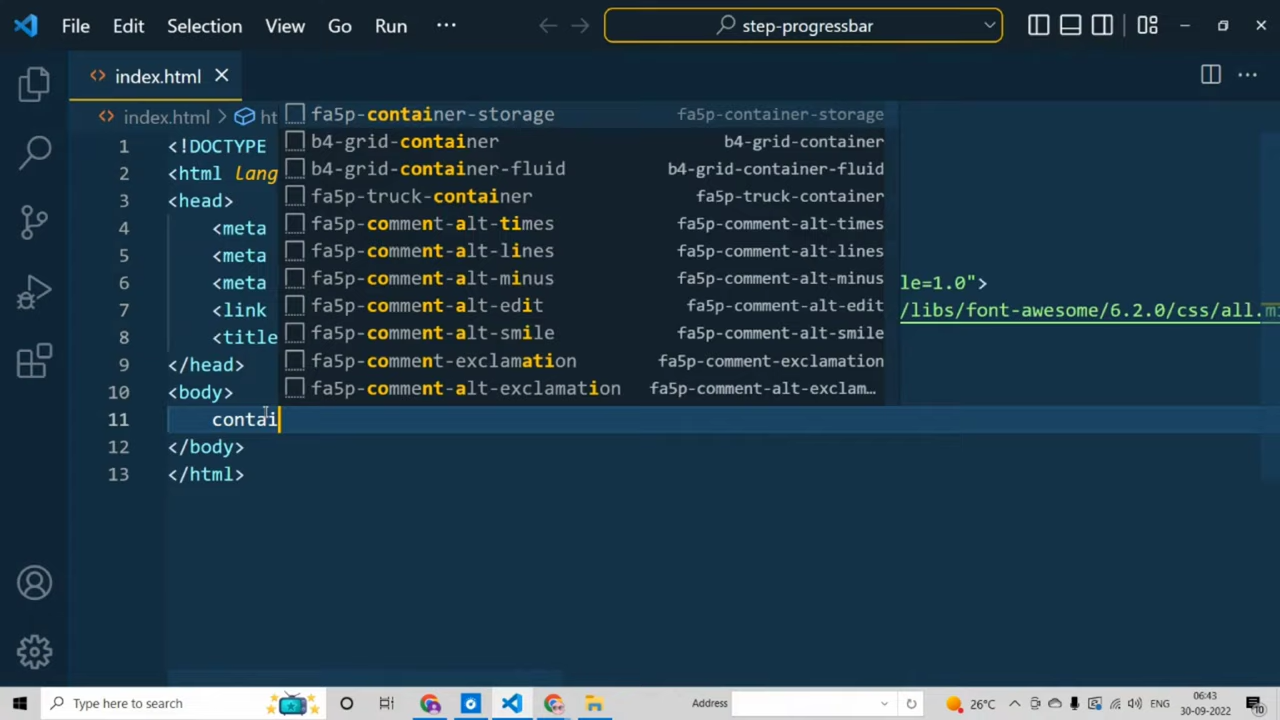 File Edit Selection View Go Run ··· step-progressbar
index.html
index.html > ht
fa5p-container-storage fa5p-container-storage
b4-grid-container b4-grid-container
b4-grid-container-fluid b4-grid-container-fluid
fa5p-truck-container fa5p-truck-container
fa5p-comment-alt-times fa5p-comment-alt-times
fa5p-comment-alt-lines fa5p-comment-alt-lines
fa5p-comment-alt-minus fa5p-comment-alt-minus
fa5p-comment-alt-edit fa5p-comment-alt-edit
fa5p-comment-alt-smile fa5p-comment-alt-smile
fa5p-comment-exclamation fa5p-comment-exclamation
fa5p-comment-alt-exclamation fa5p-comment-alt-exclam…
1 <!DOCTYPE
2 <html lang
3 <head>
4 <meta
5 <meta
6 <meta le=1.0">
7 <link /libs/font-awesome/6.2.0/css/all.m
8 <title
9 </head>
10 <body>
11 contai
12 </body>
13 </html>
Type here to search Address 26°C ENG 06:43
30-09-2022 10